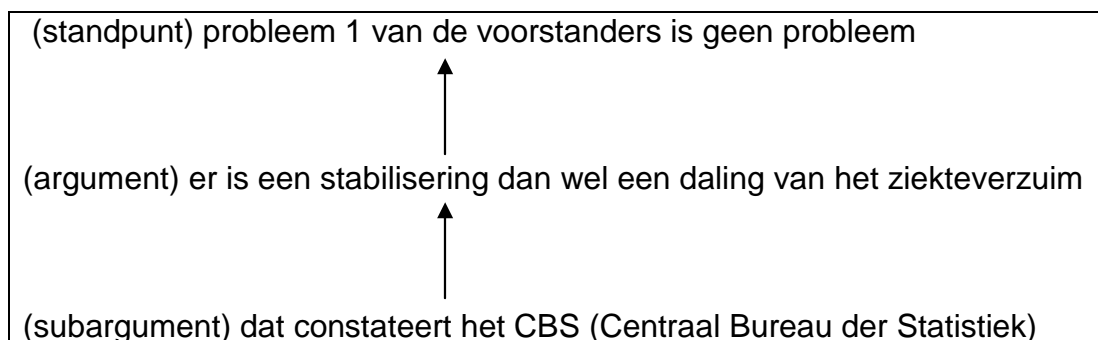 (standpunt) probleem 1 van de voorstanders is geen probleem
(argument) er is een stabilisering dan wel een daling van het ziekteverzuim
(subargument) dat constateert het CBS (Centraal Bureau der Statistiek)